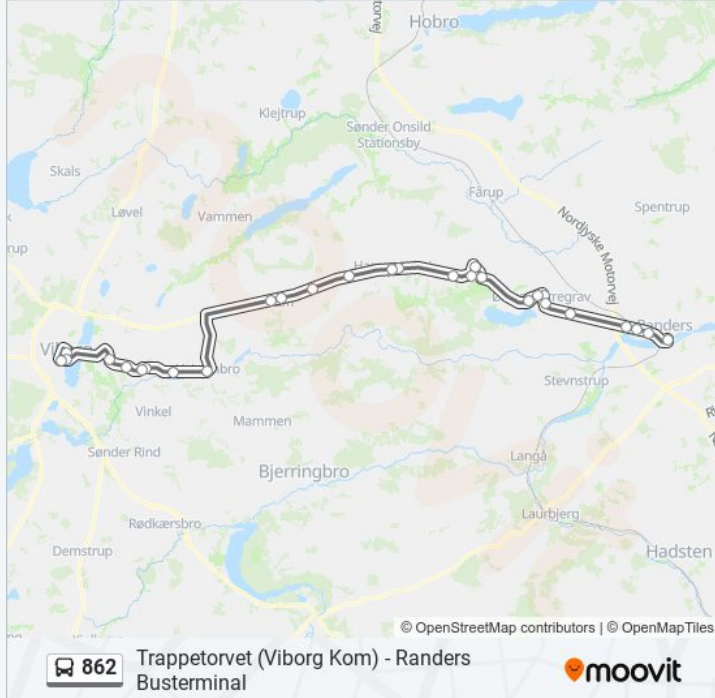 Hobro
Klejtrup
Sønder Onsild
Stationsby
Skals
Fårup
Løvel
Vammen
Spentrup
Nordjyske Motorvej
Randers
Stevnstrup
Vinkel
Mammen
Sønder Rind
Langå
Bjerringbro
Laurbjerg
Rødkærsbro
Demstrup
Hadsten
© OpenStreetMap contributors | © OpenMapTiles
862
Trappetorvet (Viborg Kom) - Randers
Busterminal
moovit